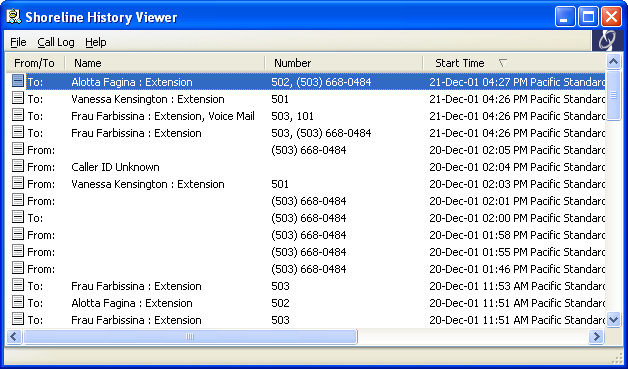 Shoreline History Viewer
File Call Log Help
From/To Name Number Start Time
To: Alotta Fagina : Extension 502, (503) 668-0484 21-Dec-01 04:27 PM Pacific Standard
To: Vanessa Kensington : Extension 501 21-Dec-01 04:26 PM Pacific Standard
To: Frau Farbissina : Extension, Voice Mail 503, 101 21-Dec-01 04:26 PM Pacific Standard
To: Frau Farbissina : Extension 503, (503) 668-0484 21-Dec-01 04:26 PM Pacific Standard
From: (503) 668-0484 20-Dec-01 02:05 PM Pacific Standard
From: Caller ID Unknown 20-Dec-01 02:04 PM Pacific Standard
From: Vanessa Kensington : Extension 501 20-Dec-01 02:03 PM Pacific Standard
From: (503) 668-0484 20-Dec-01 02:01 PM Pacific Standard
To: (503) 668-0484 20-Dec-01 02:00 PM Pacific Standard
From: (503) 668-0484 20-Dec-01 01:58 PM Pacific Standard
From: (503) 668-0484 20-Dec-01 01:55 PM Pacific Standard
From: (503) 668-0484 20-Dec-01 01:46 PM Pacific Standard
To: Frau Farbissina : Extension 503 20-Dec-01 11:53 AM Pacific Standard
To: Alotta Fagina : Extension 502 20-Dec-01 11:51 AM Pacific Standard
To: Frau Farbissina : Extension 503 20-Dec-01 11:51 AM Pacific Standard